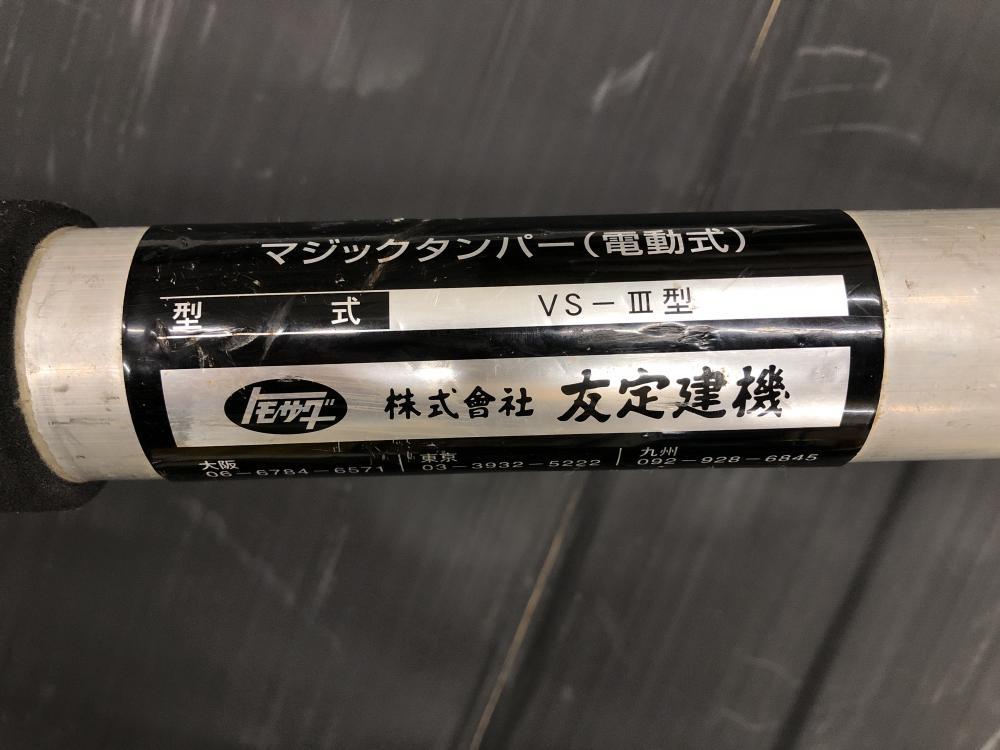 マジックタンパー(電動式)
型式 VS－Ⅲ型
トモサダ 株式會社 友定建機
大阪 東京 九州
06－6784－6571 03－3932－5222 092－928－6845